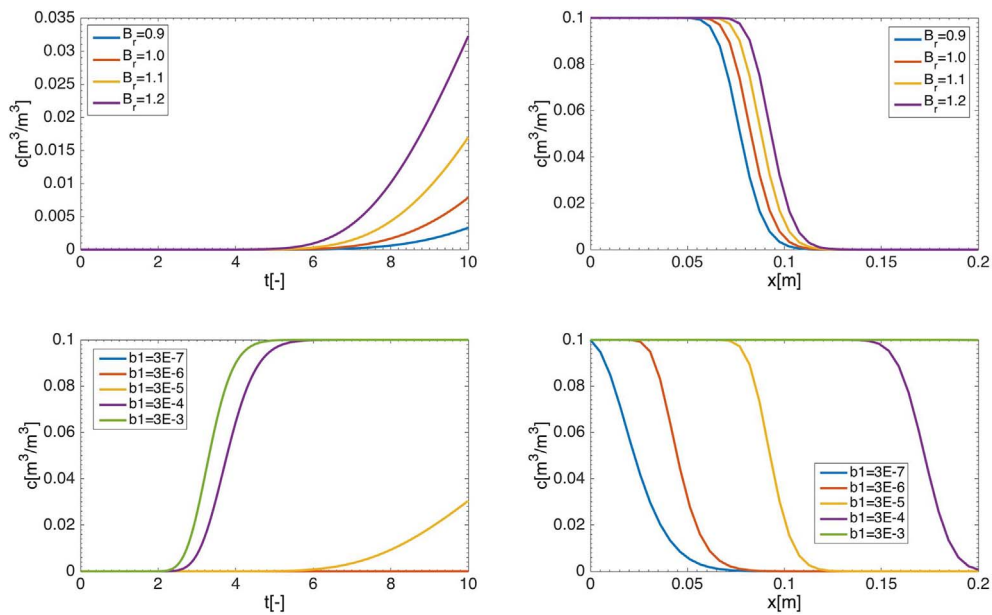 0.035
0.03
0.025
0.02
0.015
0.01
0.005
0
c[m³/m³]
B_r=0.9
B_r=1.0
B_r=1.1
B_r=1.2
0 2 4 6 8 10
t[-]
0.1
0.08
0.06
0.04
0.02
0
c[m³/m³]
B_r=0.9
B_r=1.0
B_r=1.1
B_r=1.2
0 0.05 0.1 0.15 0.2
x[m]
0.1
0.08
0.06
0.04
0.02
0
c[m³/m³]
b1=3E-7
b1=3E-6
b1=3E-5
b1=3E-4
b1=3E-3
0 2 4 6 8 10
t[-]
0.1
0.08
0.06
0.04
0.02
0
c[m³/m³]
b1=3E-7
b1=3E-6
b1=3E-5
b1=3E-4
b1=3E-3
0 0.05 0.1 0.15 0.2
x[m]